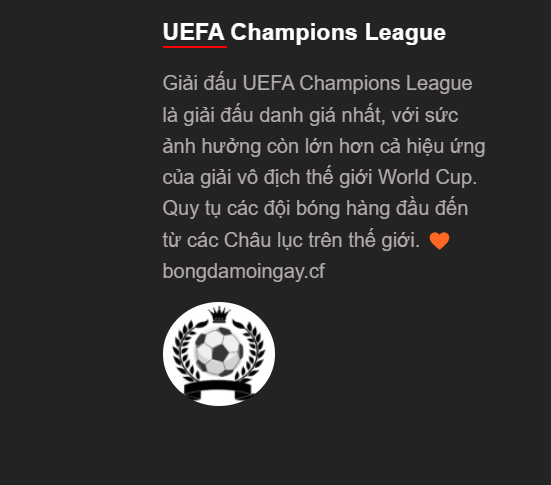 UEFA Champions League
Giải đấu UEFA Champions League
là giải đấu danh giá nhất, với sức
ảnh hưởng còn lớn hơn cả hiệu ứng
của giải vô địch thế giới World Cup.
Quy tụ các đội bóng hàng đầu đến
từ các Châu lục trên thế giới. 🧡
bongdamoingay.cf